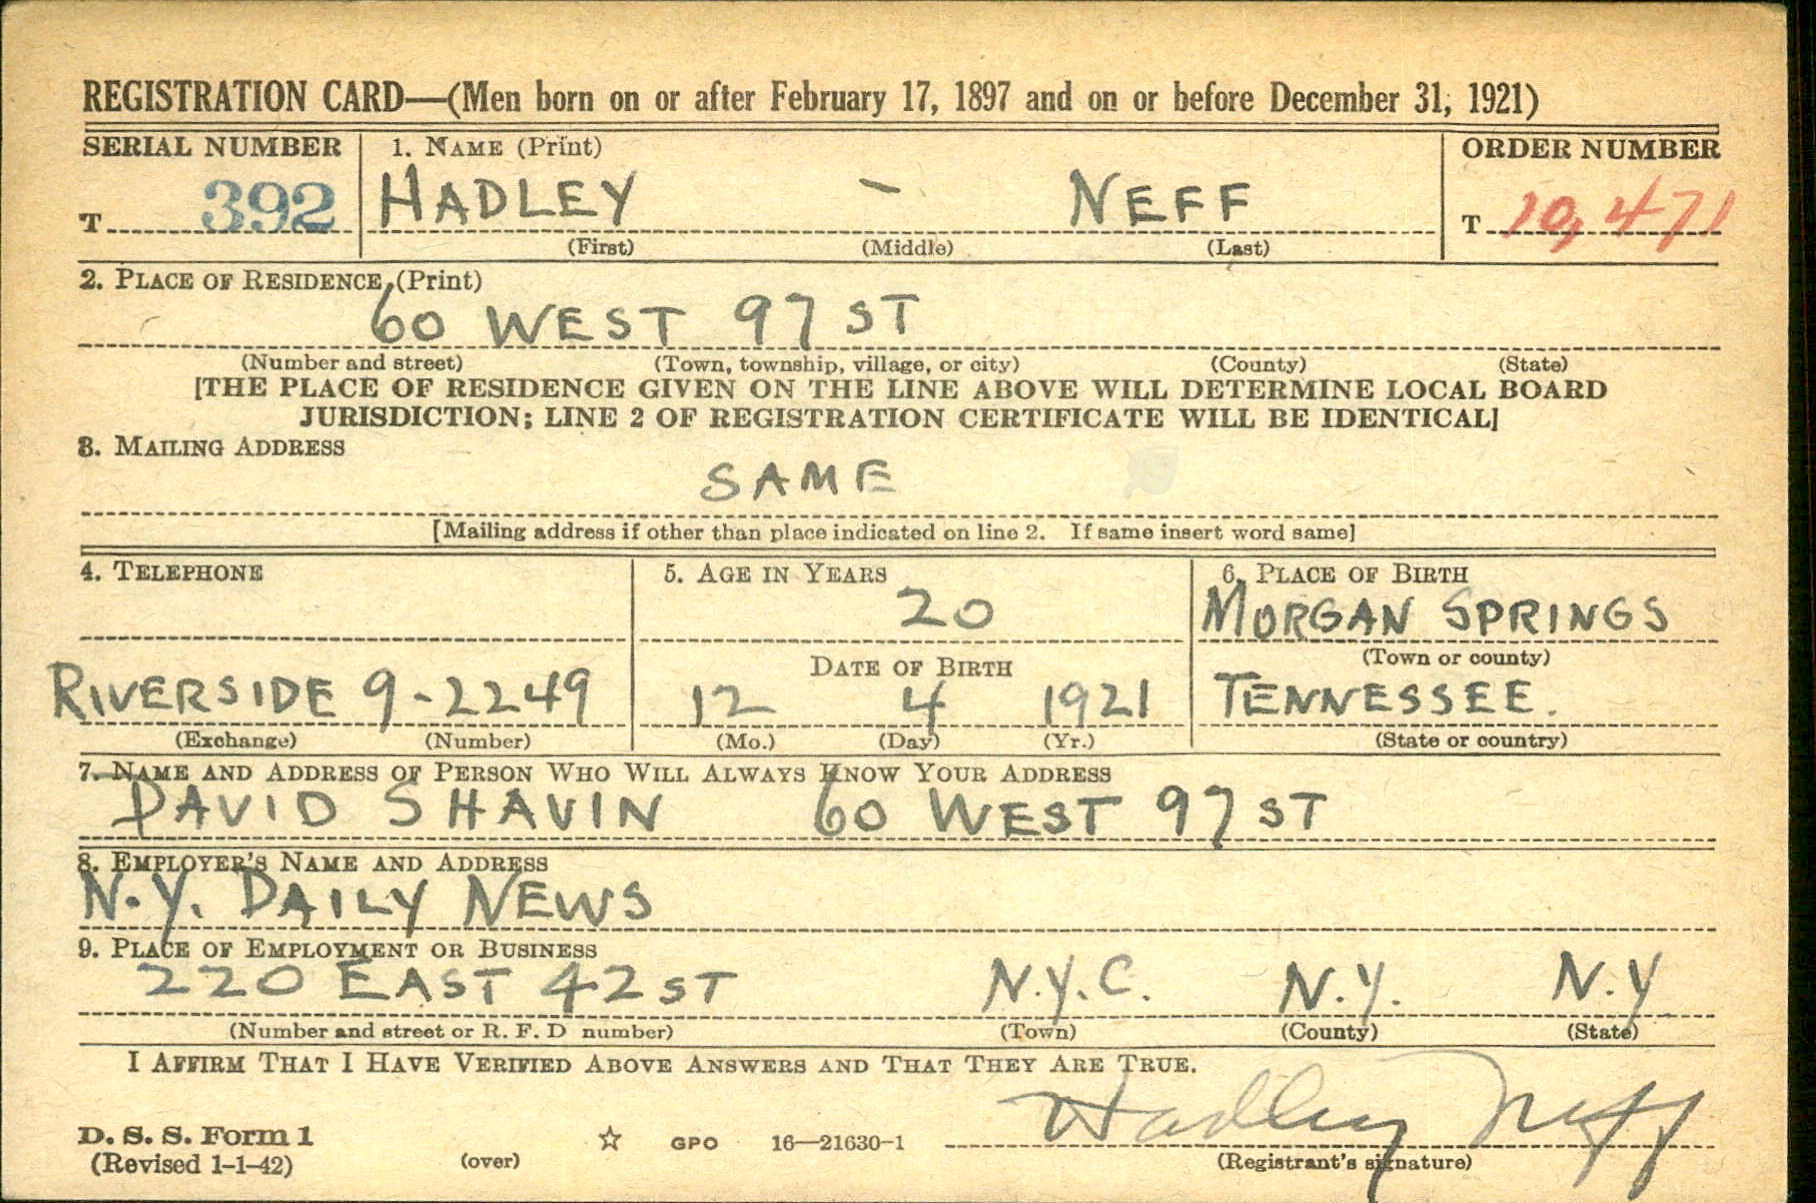 REGISTRATION CARD—(Men born on or after February 17, 1897 and on or before December 31, 1921)
SERIAL NUMBER 1. NAME (Print) ORDER NUMBER
T 392 HADLEY – NEFF T 10,471
(First) (Middle) (Last)
2. PLACE OF RESIDENCE (Print)
60 WEST 97 ST
(Number and street) (Town, township, village, or city) (County) (State)
[THE PLACE OF RESIDENCE GIVEN ON THE LINE ABOVE WILL DETERMINE LOCAL BOARD
JURISDICTION; LINE 2 OF REGISTRATION CERTIFICATE WILL BE IDENTICAL]
3. MAILING ADDRESS
SAME
[Mailing address if other than place indicated on line 2. If same insert word same]
4. TELEPHONE 5. AGE IN YEARS 6. PLACE OF BIRTH
20 MORGAN SPRINGS
DATE OF BIRTH (Town or county)
RIVERSIDE 9-2249 12 4 1921 TENNESSEE.
(Exchange) (Number) (Mo.) (Day) (Yr.) (State or country)
7. NAME AND ADDRESS OF PERSON WHO WILL ALWAYS KNOW YOUR ADDRESS
DAVID SHAVIN 60 WEST 97 ST
8. EMPLOYER'S NAME AND ADDRESS
N.Y. DAILY NEWS
9. PLACE OF EMPLOYMENT OR BUSINESS
220 EAST 42 ST N.Y.C. N.Y. N.Y
(Number and street or R. F. D number) (Town) (County) (State)
I AFFIRM THAT I HAVE VERIFIED ABOVE ANSWERS AND THAT THEY ARE TRUE.
Hadley Neff
D. S. S. Form 1 GPO 16—21630-1
(Revised 1-1-42) (over) (Registrant's signature)